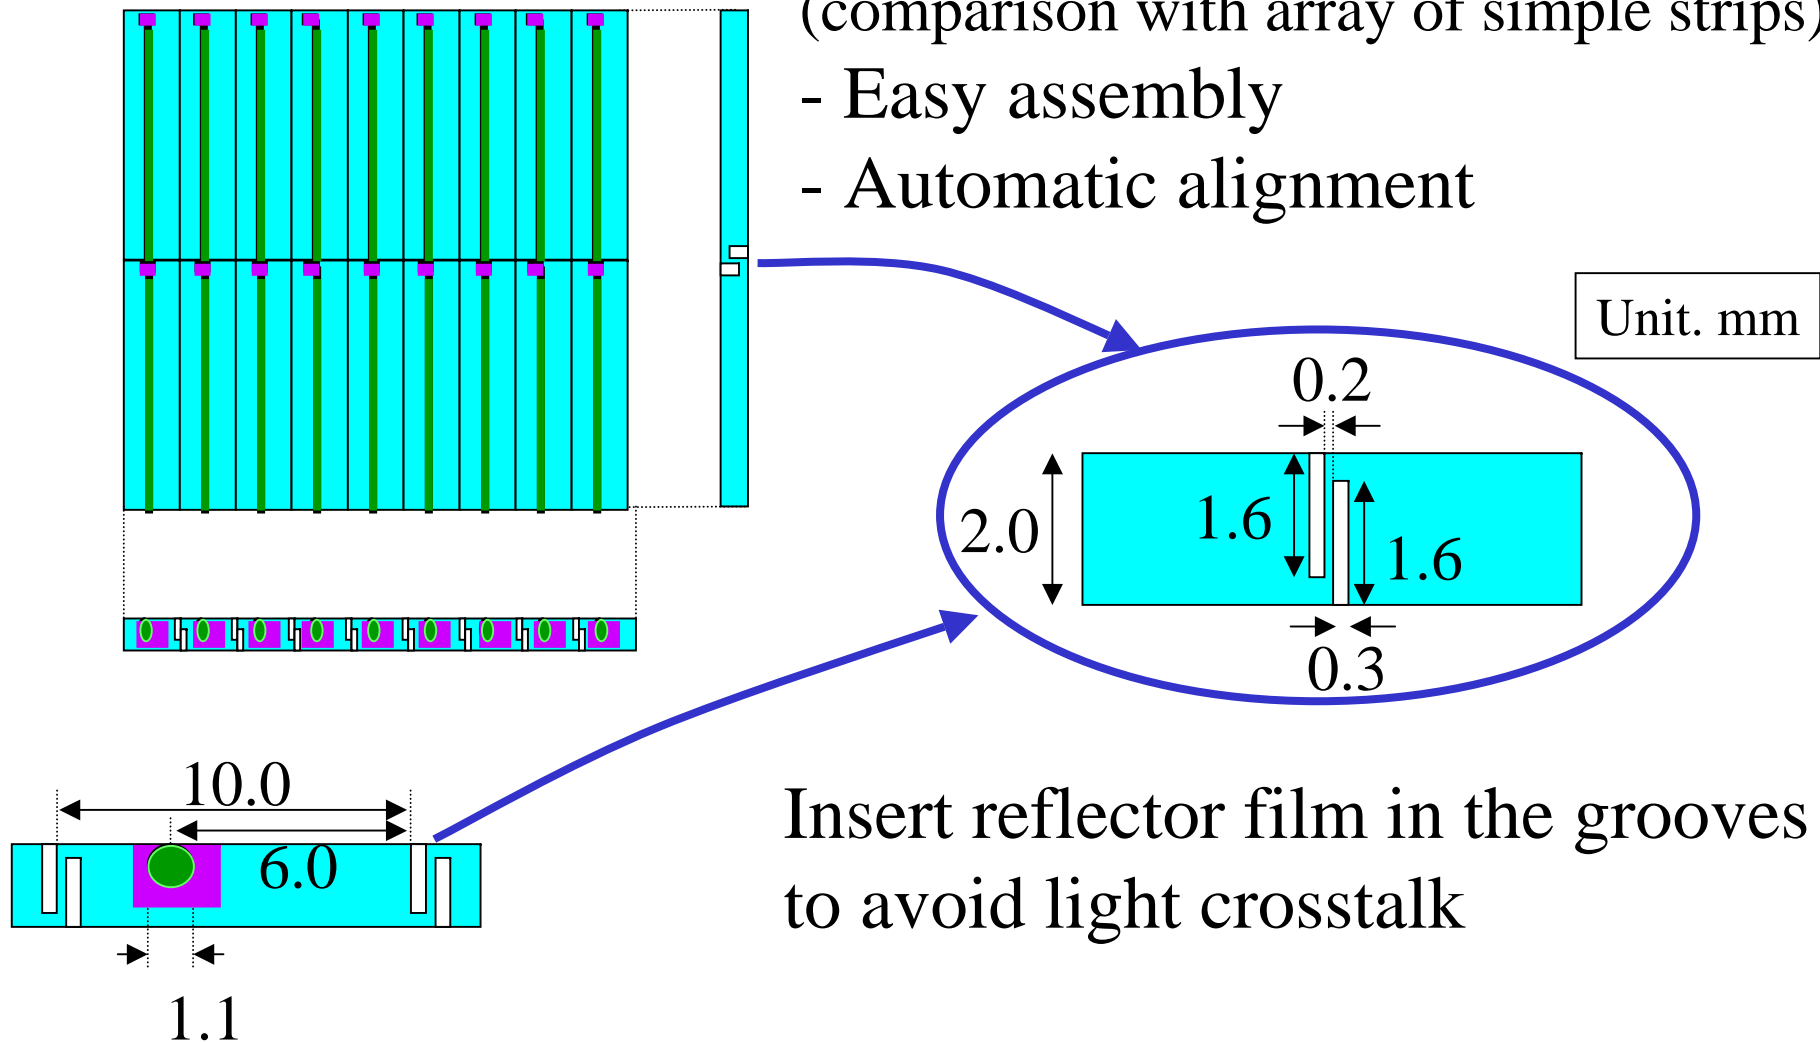 (comparison with array of simple strips)
- Easy assembly
- Automatic alignment
Unit. mm
0.2
2.0
1.6
1.6
0.3
10.0
6.0
1.1
Insert reflector film in the grooves
to avoid light crosstalk